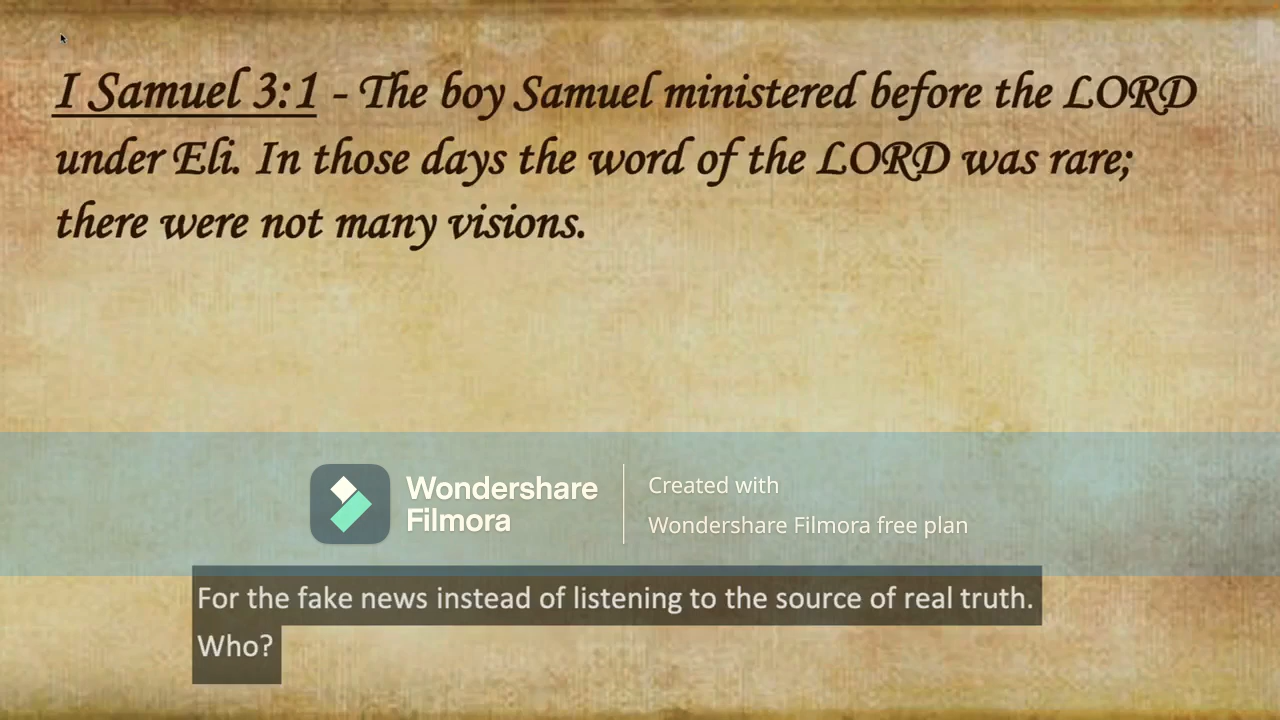 I Samuel 3:1 - The boy Samuel ministered before the LORD
under Eli. In those days the word of the LORD was rare;
there were not many visions.
Wondershare
Filmora
Created with
Wondershare Filmora free plan
For the fake news instead of listening to the source of real truth.
Who?